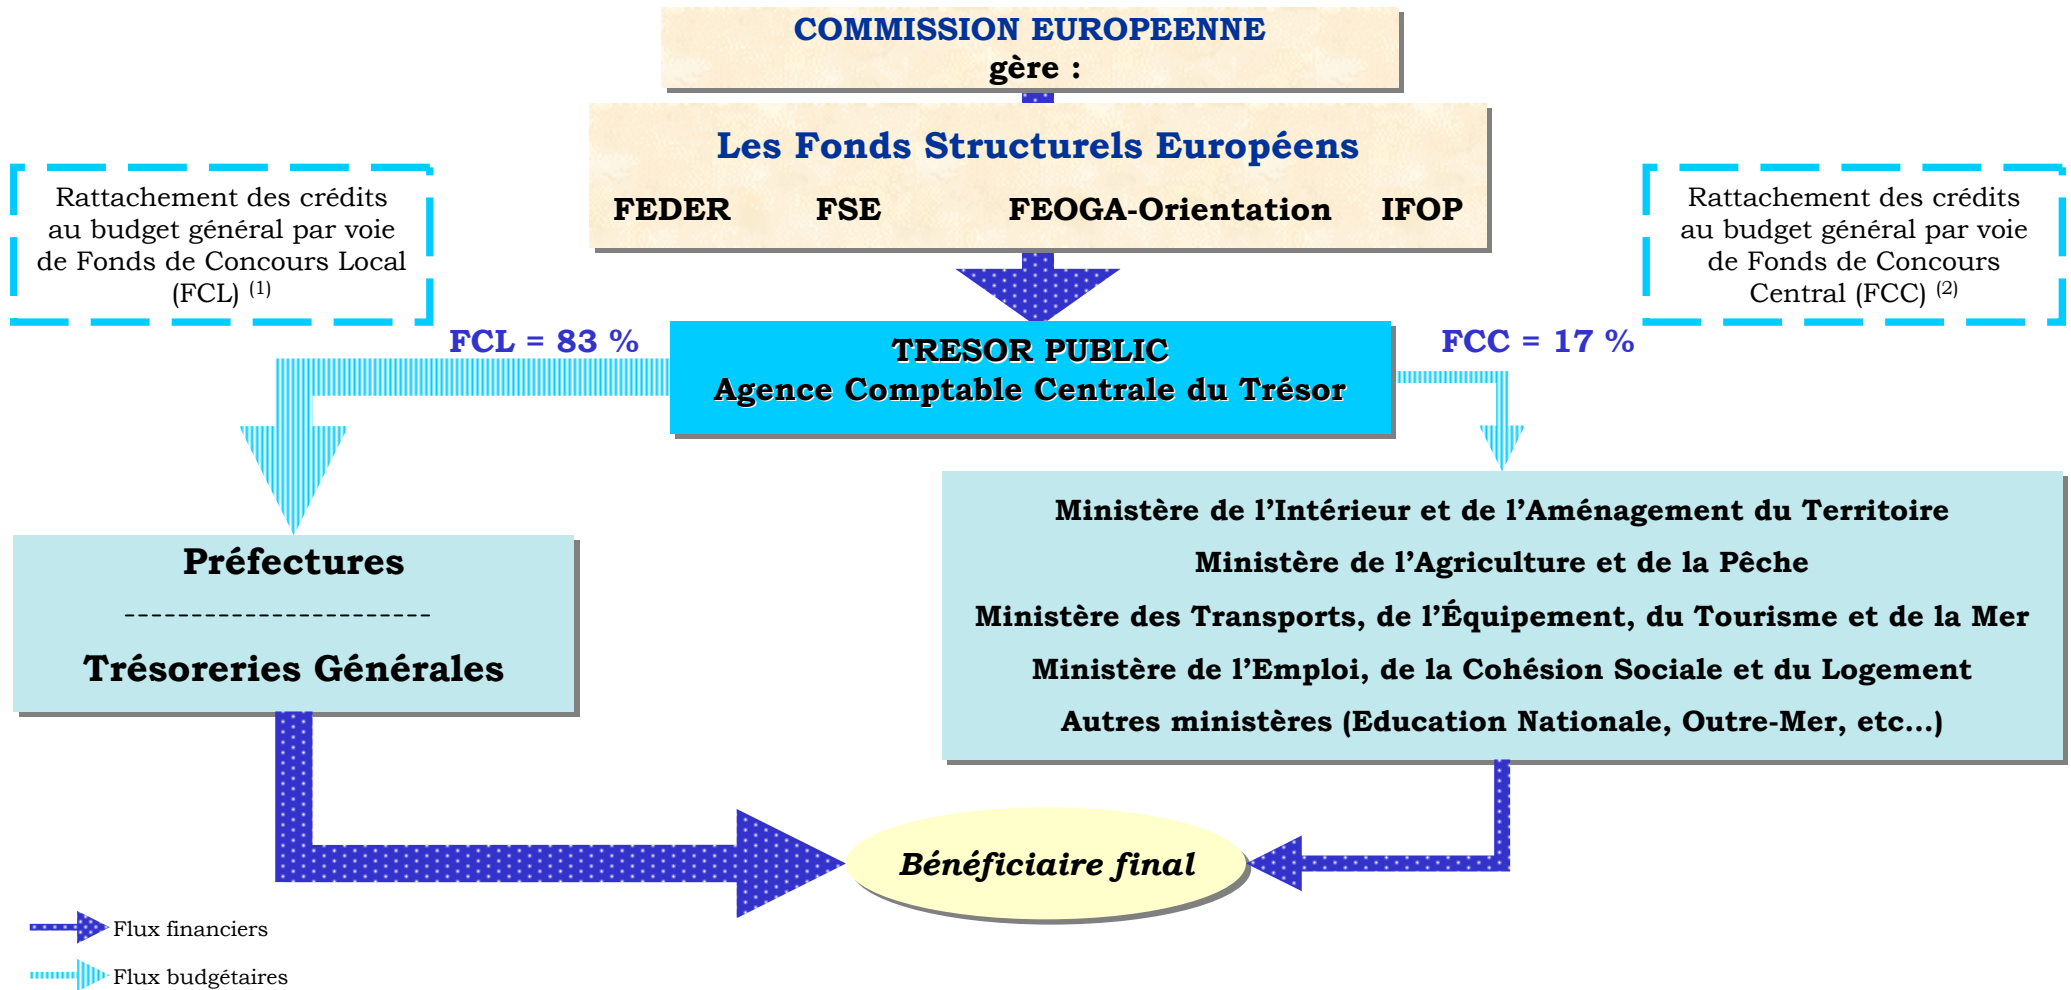 COMMISSION EUROPEENNE
gère :
Les Fonds Structurels Européens
FEDER FSE FEOGA-Orientation IFOP
Rattachement des crédits
au budget général par voie
de Fonds de Concours Local
(FCL) (1)
Rattachement des crédits
au budget général par voie
de Fonds de Concours
Central (FCC) (2)
FCL = 83 %
TRESOR PUBLIC
Agence Comptable Centrale du Trésor
FCC = 17 %
Préfectures
-----------------------
Trésoreries Générales
Ministère de l'Intérieur et de l'Aménagement du Territoire
Ministère de l'Agriculture et de la Pêche
Ministère des Transports, de l'Équipement, du Tourisme et de la Mer
Ministère de l'Emploi, de la Cohésion Sociale et du Logement
Autres ministères (Education Nationale, Outre-Mer, etc...)
Bénéficiaire final
Flux financiers
Flux budgétaires